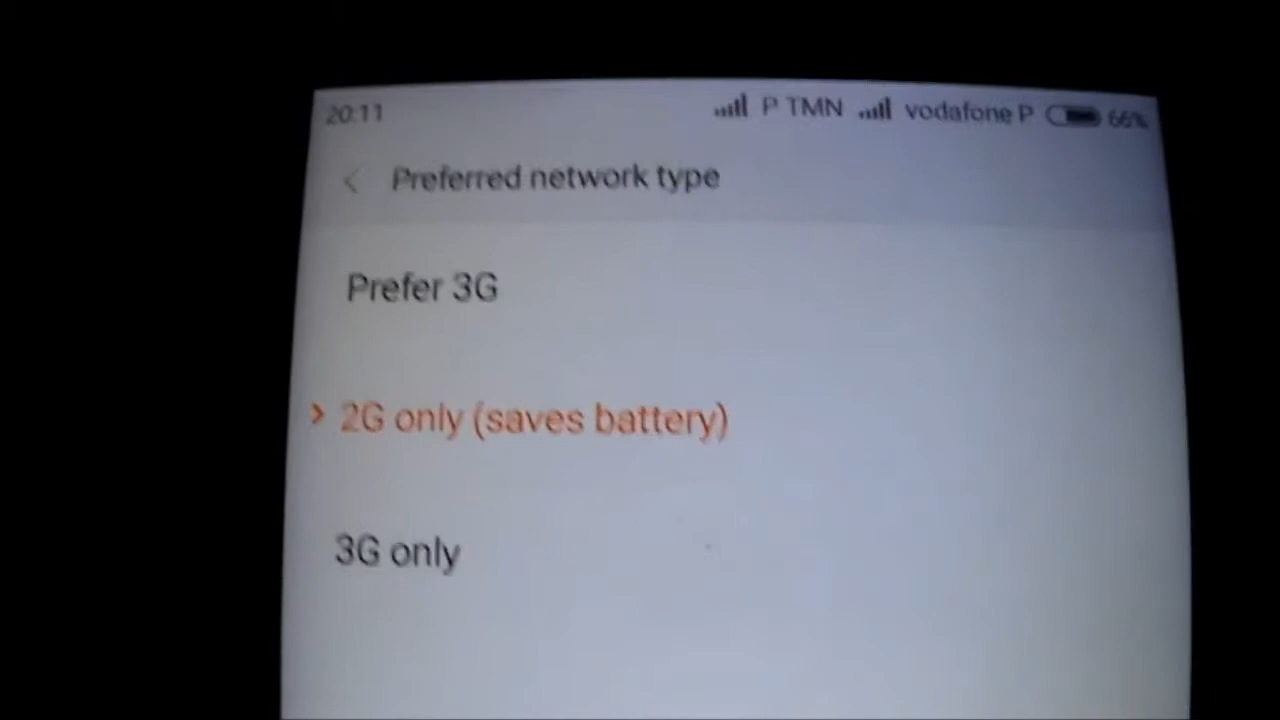 20:11 P TMN vodafone P 66%
Preferred network type
Prefer 3G
2G only (saves battery)
3G only